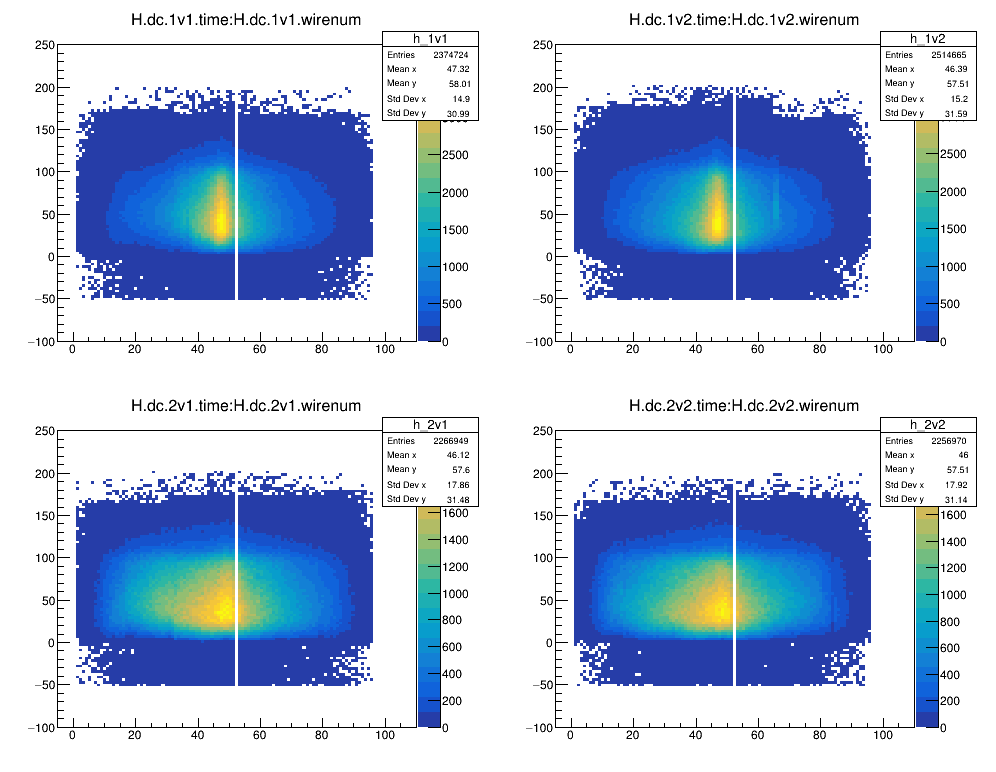 H.dc.1v1.time:H.dc.1v1.wirenum
h_1v1
Entries 2374724
Mean x 47.32
Mean y 58.01
Std Dev x 14.9
Std Dev y 30.99
250
200
150
100
50
0
−50
−100
0 20 40 60 80 100
2500
2000
1500
1000
500
0
H.dc.1v2.time:H.dc.1v2.wirenum
h_1v2
Entries 2514665
Mean x 46.39
Mean y 57.51
Std Dev x 15.2
Std Dev y 31.59
250
200
150
100
50
0
−50
−100
0 20 40 60 80 100
2500
2000
1500
1000
500
0
H.dc.2v1.time:H.dc.2v1.wirenum
h_2v1
Entries 2266949
Mean x 46.12
Mean y 57.6
Std Dev x 17.86
Std Dev y 31.48
250
200
150
100
50
0
−50
−100
0 20 40 60 80 100
1600
1400
1200
1000
800
600
400
200
0
H.dc.2v2.time:H.dc.2v2.wirenum
h_2v2
Entries 2256970
Mean x 46
Mean y 57.51
Std Dev x 17.92
Std Dev y 31.14
250
200
150
100
50
0
−50
−100
0 20 40 60 80 100
1600
1400
1200
1000
800
600
400
200
0